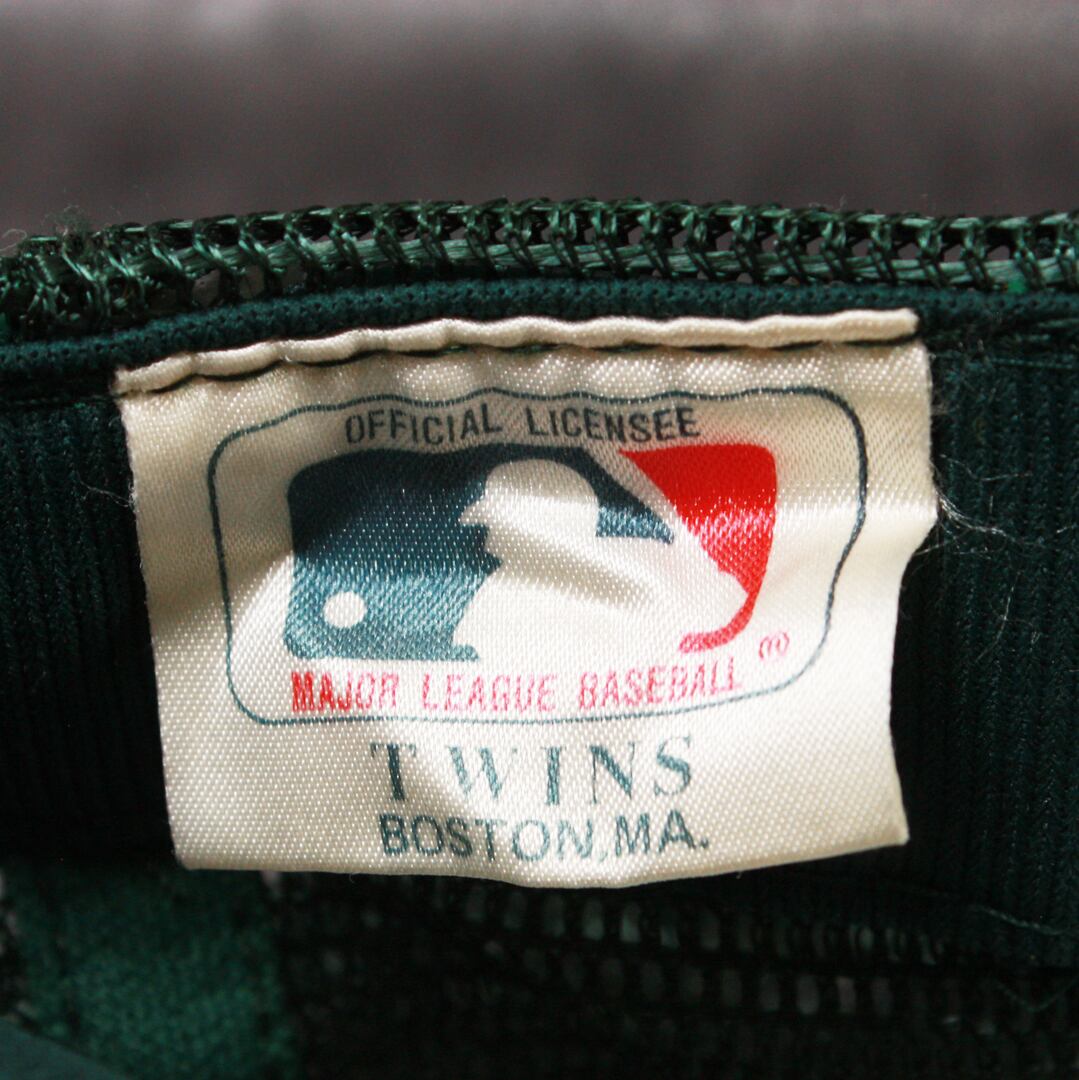 OFFICIAL LICENSEE
MAJOR LEAGUE BASEBALL ®
TWINS
BOSTON, MA.